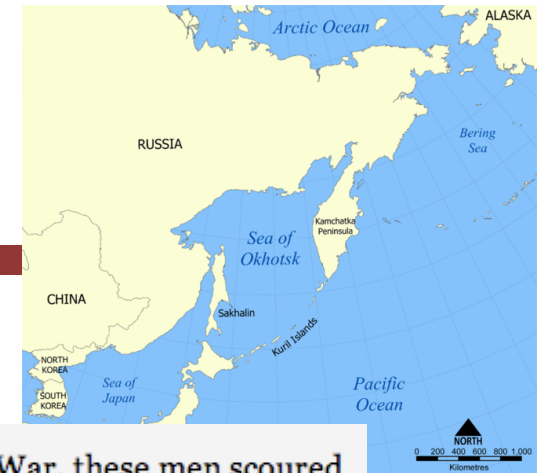 ALASKA
Arctic Ocean
Bering
Sea
RUSSIA
Kamchatka
Peninsula
Sea of
Okhotsk
CHINA
Sakhalin
Kuril Islands
NORTH
KOREA
Sea of
Japan
SOUTH
KOREA
Pacific
Ocean
NORTH
0 200 400 600 800 1,000
Kilometres
War, these men scoured